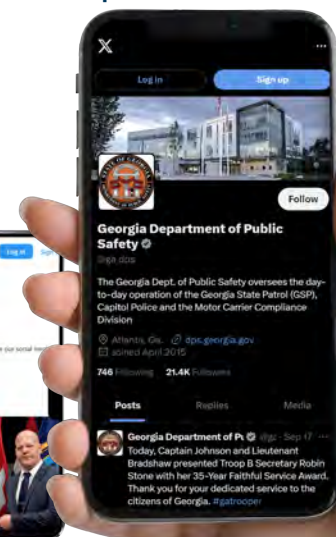 Log in
Sign up
Follow
Georgia Department of Public
Safety
@ga_dps
The Georgia Dept. of Public Safety oversees the day-
to-day operation of the Georgia State Patrol (GSP),
Capitol Police and the Motor Carrier Compliance
Division
Atlanta, Ga. dps.georgia.gov
Joined April 2015
746 Following 21.4K Followers
Posts Replies Media
Georgia Department of Pu · Sep 17
Today, Captain Johnson and Lieutenant
Bradshaw presented Troop B Secretary Robin
Stone with her 35-Year Faithful Service Award.
Thank you for your dedicated service to the
citizens of Georgia. #gatrooper
Log in